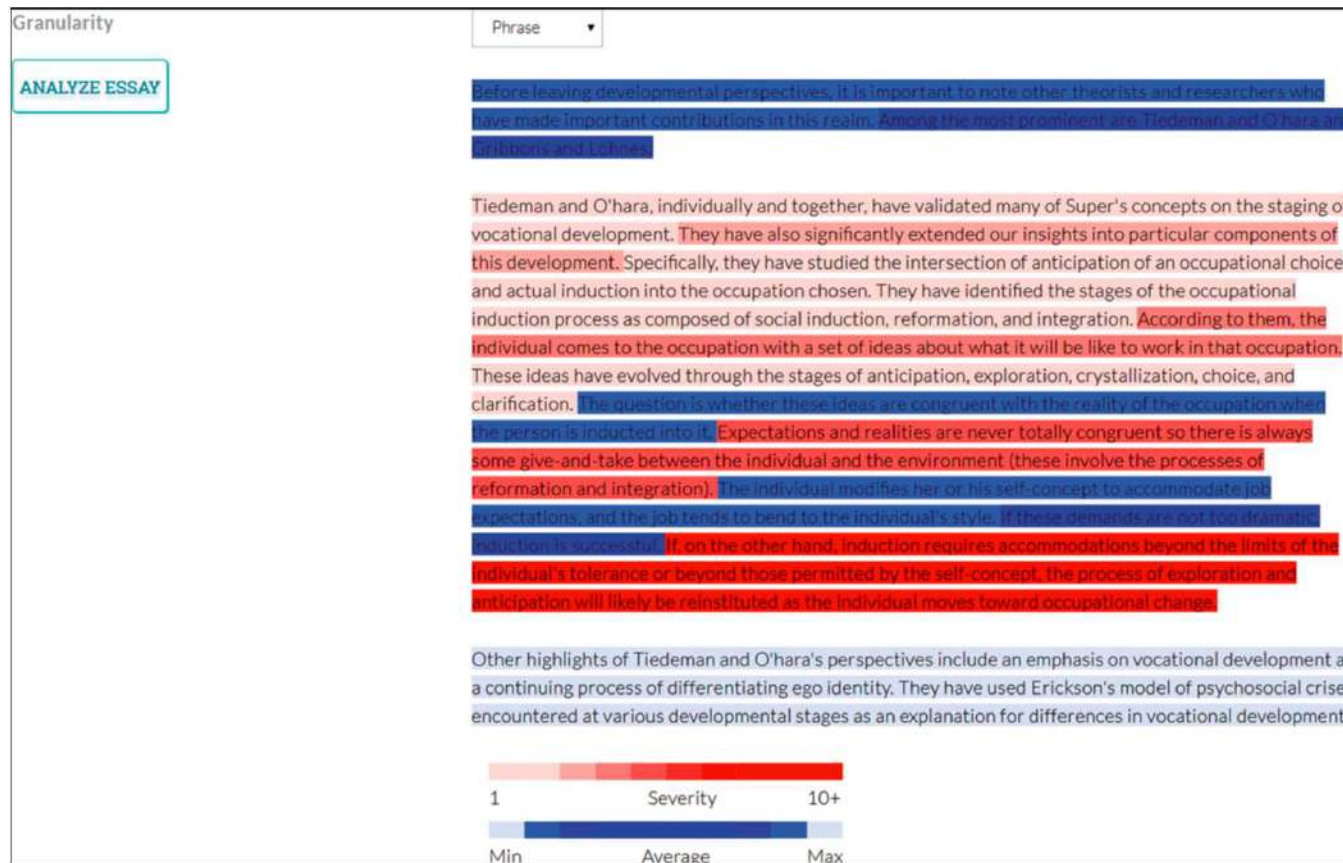 Granularity
Phrase
ANALYZE ESSAY
Before leaving developmental perspectives, it is important to note other theorists and researchers who
have made important contributions in this realm. Among the most prominent are Tiedeman and O'hara an
Gribbons and Lohnes.
Tiedeman and O'hara, individually and together, have validated many of Super's concepts on the staging o
vocational development. They have also significantly extended our insights into particular components of
this development. Specifically, they have studied the intersection of anticipation of an occupational choice
and actual induction into the occupation chosen. They have identified the stages of the occupational
induction process as composed of social induction, reformation, and integration. According to them, the
individual comes to the occupation with a set of ideas about what it will be like to work in that occupation.
These ideas have evolved through the stages of anticipation, exploration, crystallization, choice, and
clarification. The question is whether these ideas are congruent with the reality of the occupation when
the person is inducted into it. Expectations and realities are never totally congruent so there is always
some give-and-take between the individual and the environment (these involve the processes of
reformation and integration). The individual modifies her or his self-concept to accommodate job
expectations, and the job tends to bend to the individual's style. If these demands are not too dramatic,
induction is successful. If, on the other hand, induction requires accommodations beyond the limits of the
individual's tolerance or beyond those permitted by the self-concept, the process of exploration and
anticipation will likely be reinstituted as the individual moves toward occupational change.
Other highlights of Tiedeman and O'hara's perspectives include an emphasis on vocational development a
a continuing process of differentiating ego identity. They have used Erickson's model of psychosocial crise
encountered at various developmental stages as an explanation for differences in vocational development
1 Severity 10+
Min Average Max